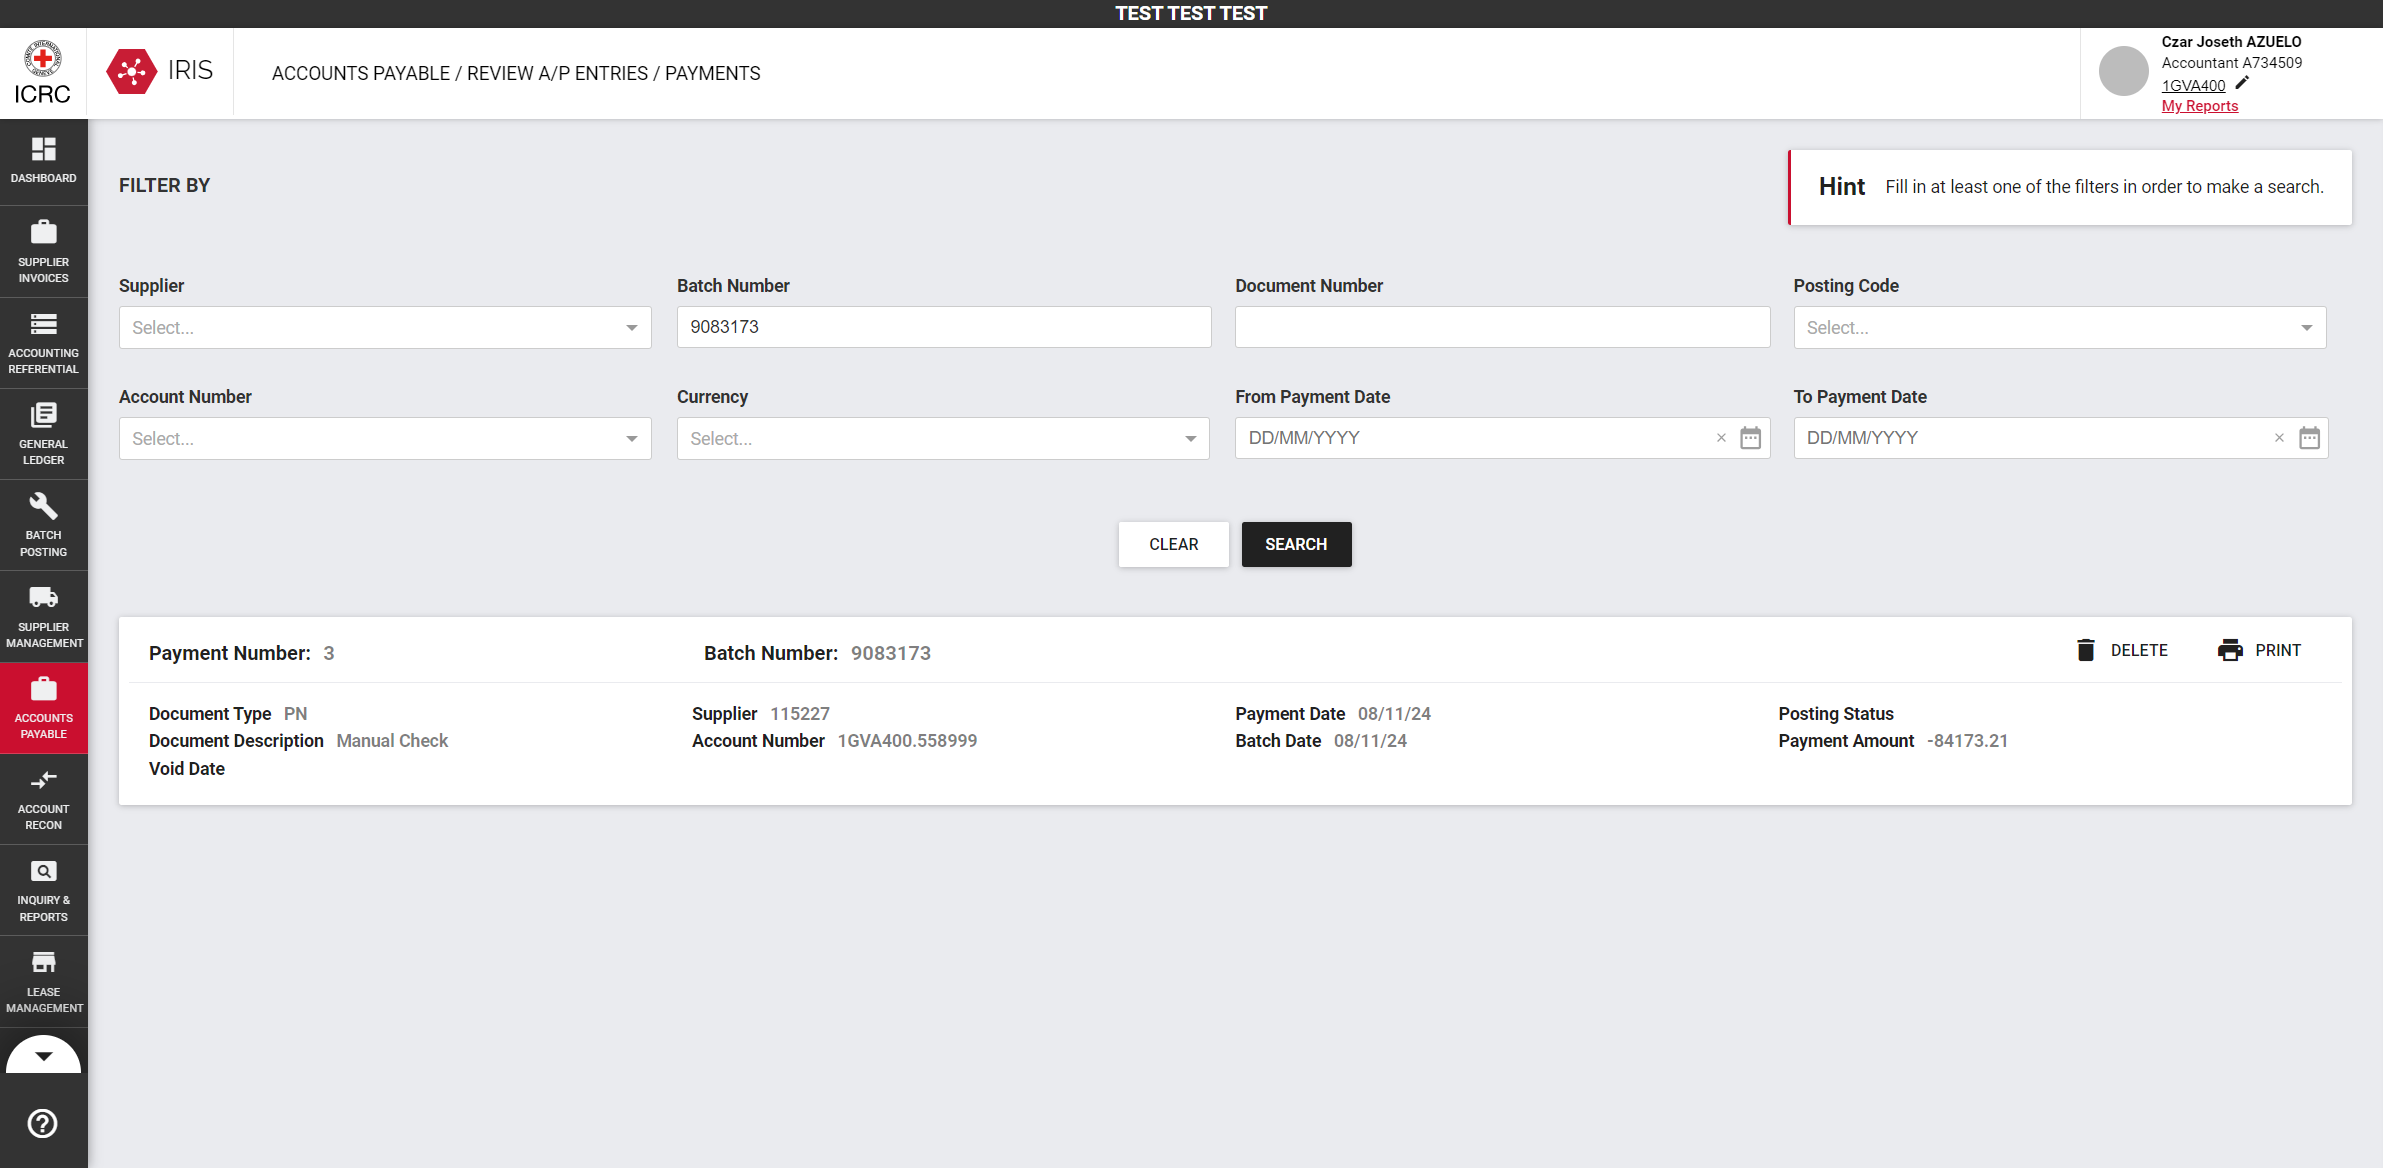 TEST TEST TEST
ICRC
IRIS
ACCOUNTS PAYABLE / REVIEW A/P ENTRIES / PAYMENTS
Czar Joseth AZUELO
Accountant A734509
1GVA400
My Reports
DASHBOARD
SUPPLIER
INVOICES
ACCOUNTING
REFERENTIAL
GENERAL
LEDGER
BATCH
POSTING
SUPPLIER
MANAGEMENT
ACCOUNTS
PAYABLE
ACCOUNT
RECON
INQUIRY &
REPORTS
LEASE
MANAGEMENT
FILTER BY
Hint Fill in at least one of the filters in order to make a search.
Supplier Batch Number Document Number Posting Code
Select... 9083173 Select...
Account Number Currency From Payment Date To Payment Date
Select... Select... DD/MM/YYYY × DD/MM/YYYY ×
CLEAR SEARCH
Payment Number: 3 Batch Number: 9083173 DELETE PRINT
Document Type PN Supplier 115227 Payment Date 08/11/24 Posting Status
Document Description Manual Check Account Number 1GVA400.558999 Batch Date 08/11/24 Payment Amount -84173.21
Void Date